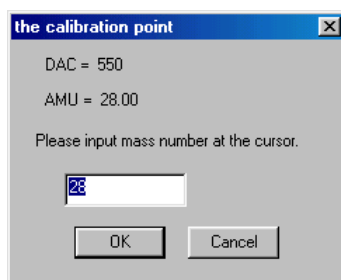 the calibration point
DAC = 550
AMU = 28.00
Please input mass number at the cursor.
28
OK Cancel